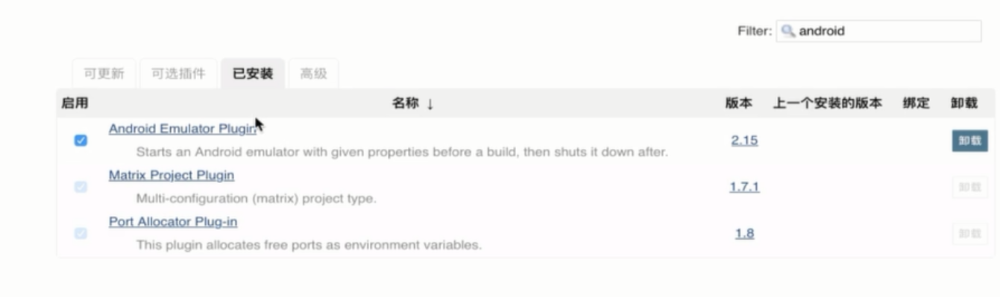 Filter: android
可更新 可选插件 已安装 高级
启用 名称 ↓ 版本 上一个安装的版本 绑定 卸载
Android Emulator Plugin 2.15 卸载
Starts an Android emulator with given properties before a build, then shuts it down after.
Matrix Project Plugin 1.7.1 卸载
Multi-configuration (matrix) project type.
Port Allocator Plug-in 1.8 卸载
This plugin allocates free ports as environment variables.